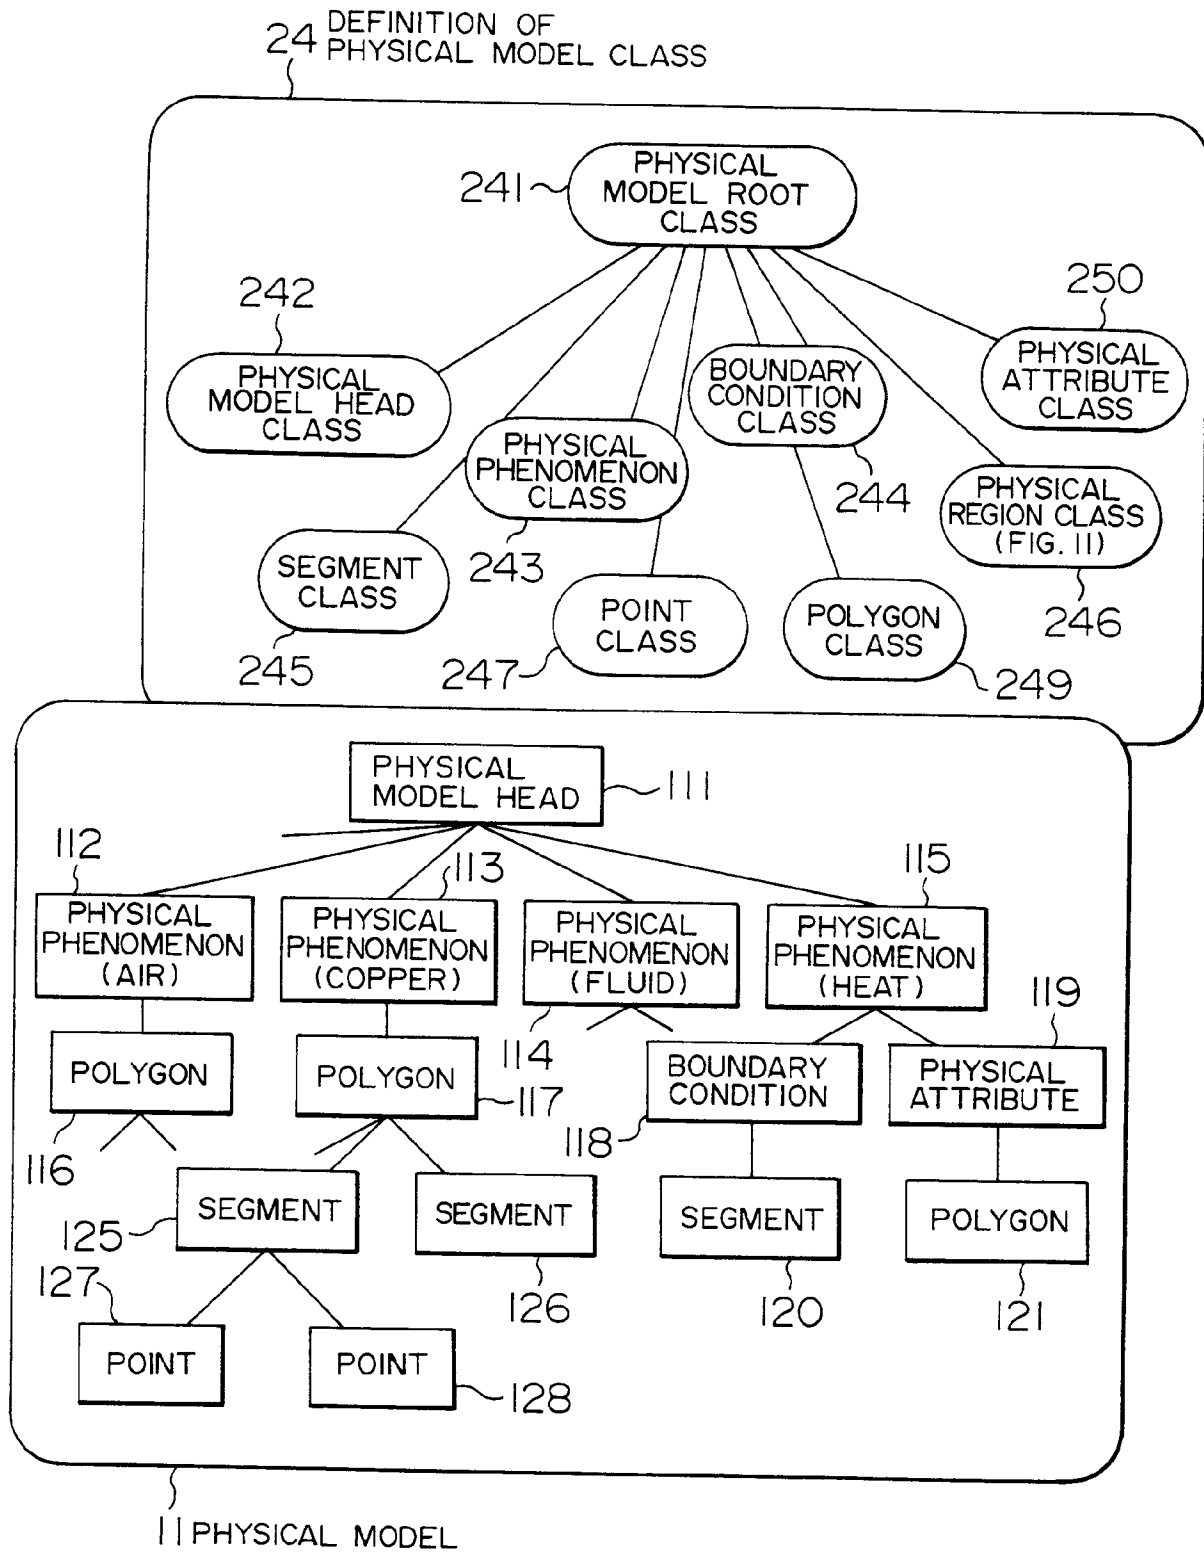 24 DEFINITION OF
PHYSICAL MODEL CLASS
241
PHYSICAL
MODEL ROOT
CLASS
242
250
PHYSICAL
MODEL HEAD
CLASS
BOUNDARY
CONDITION
CLASS
PHYSICAL
ATTRIBUTE
CLASS
PHYSICAL
PHENOMENON
CLASS
244
PHYSICAL
REGION CLASS
(FIG. 11)
SEGMENT
CLASS
243
POINT
CLASS
POLYGON
CLASS
246
245
247
249
PHYSICAL
MODEL HEAD
111
112
113
115
PHYSICAL
PHENOMENON
(AIR)
PHYSICAL
PHENOMENON
(COPPER)
PHYSICAL
PHENOMENON
(FLUID)
PHYSICAL
PHENOMENON
(HEAT)
119
POLYGON
POLYGON
114
BOUNDARY
CONDITION
PHYSICAL
ATTRIBUTE
117
118
116
SEGMENT
SEGMENT
SEGMENT
POLYGON
125
127
126
120
121
POINT
POINT
128
11 PHYSICAL MODEL